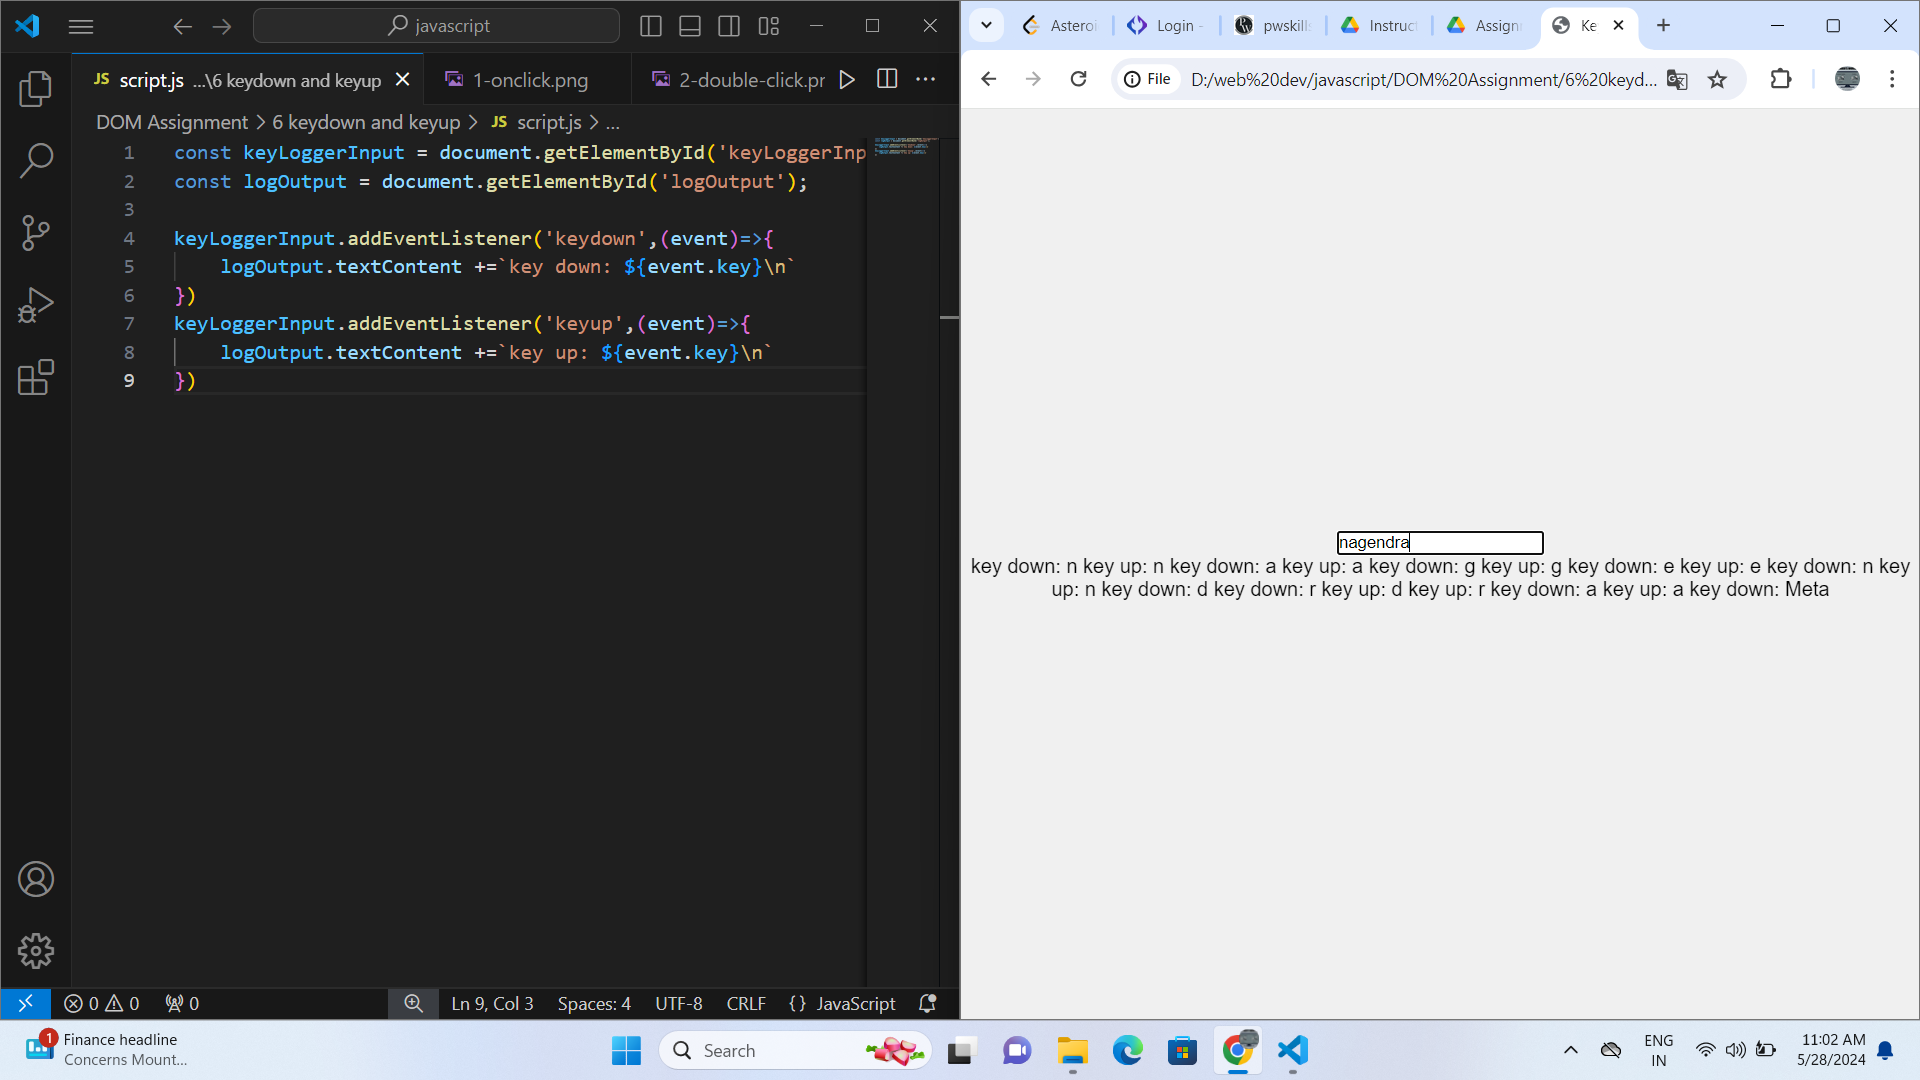 javascript
JS script.js ...\6 keydown and keyup
1-onclick.png
2-double-click.pr
DOM Assignment > 6 keydown and keyup > JS script.js > ...
1 const keyLoggerInput = document.getElementById('keyLoggerInp
2 const logOutput = document.getElementById('logOutput');
3
4 keyLoggerInput.addEventListener('keydown',(event)=>{
5 logOutput.textContent +=`key down: ${event.key}\n`
6 })
7 keyLoggerInput.addEventListener('keyup',(event)=>{
8 logOutput.textContent +=`key up: ${event.key}\n`
9 })
0 0 0
Ln 9, Col 3 Spaces: 4 UTF-8 CRLF {} JavaScript
Asteroi
Login -
pwskills
Instruct
Assignm
Ke
File D:/web%20dev/javascript/DOM%20Assignment/6%20keyd...
nagendra
key down: n key up: n key down: a key up: a key down: g key up: g key down: e key up: e key down: n key
up: n key down: d key down: r key up: d key up: r key down: a key up: a key down: Meta
1
Finance headline
Concerns Mount...
Search
ENG
IN
11:02 AM
5/28/2024